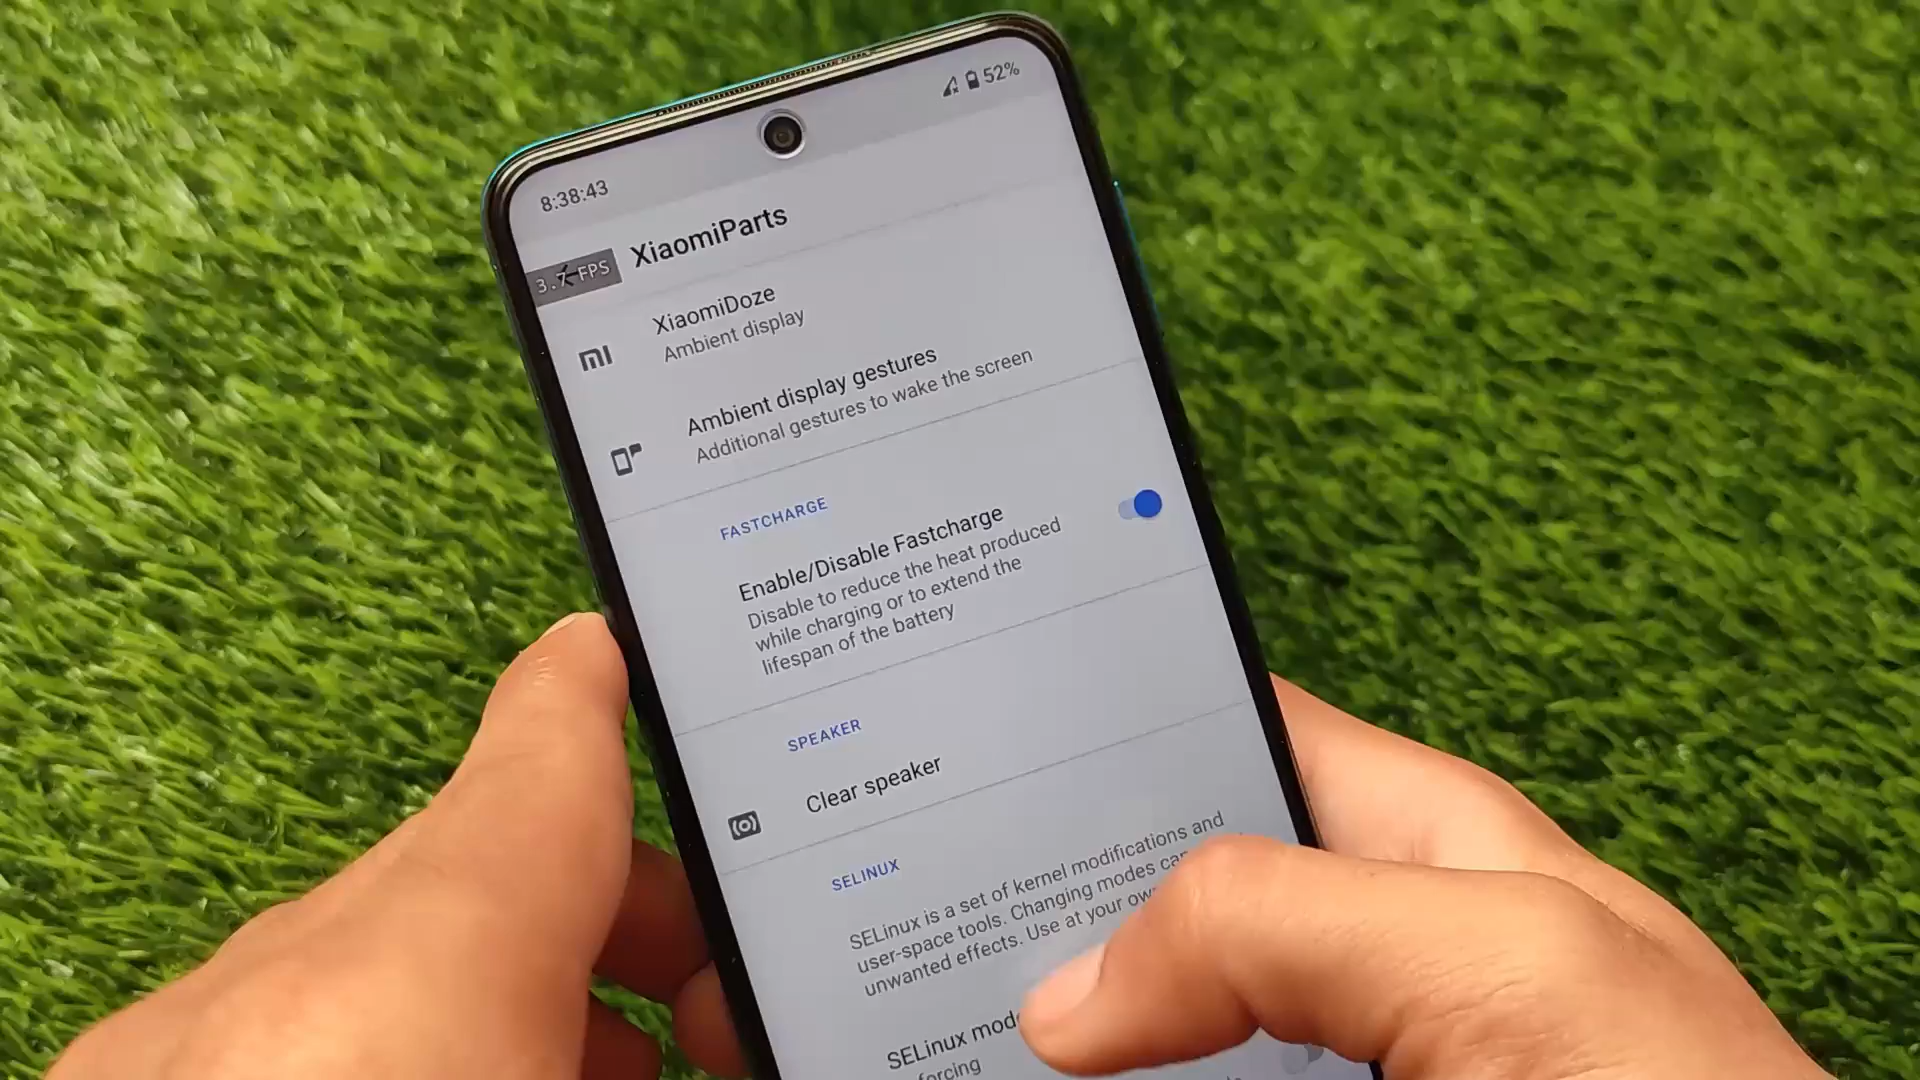 52%
8:38:43
3.7 FPS
XiaomiParts
XiaomiDoze
Ambient display
Ambient display gestures
Additional gestures to wake the screen
FASTCHARGE
Enable/Disable Fastcharge
Disable to reduce the heat produced
while charging or to extend the
lifespan of the battery
SPEAKER
Clear speaker
SELINUX
SELinux is a set of kernel modifications and
user-space tools. Changing modes
unwanted effects. Use at your
SELinux